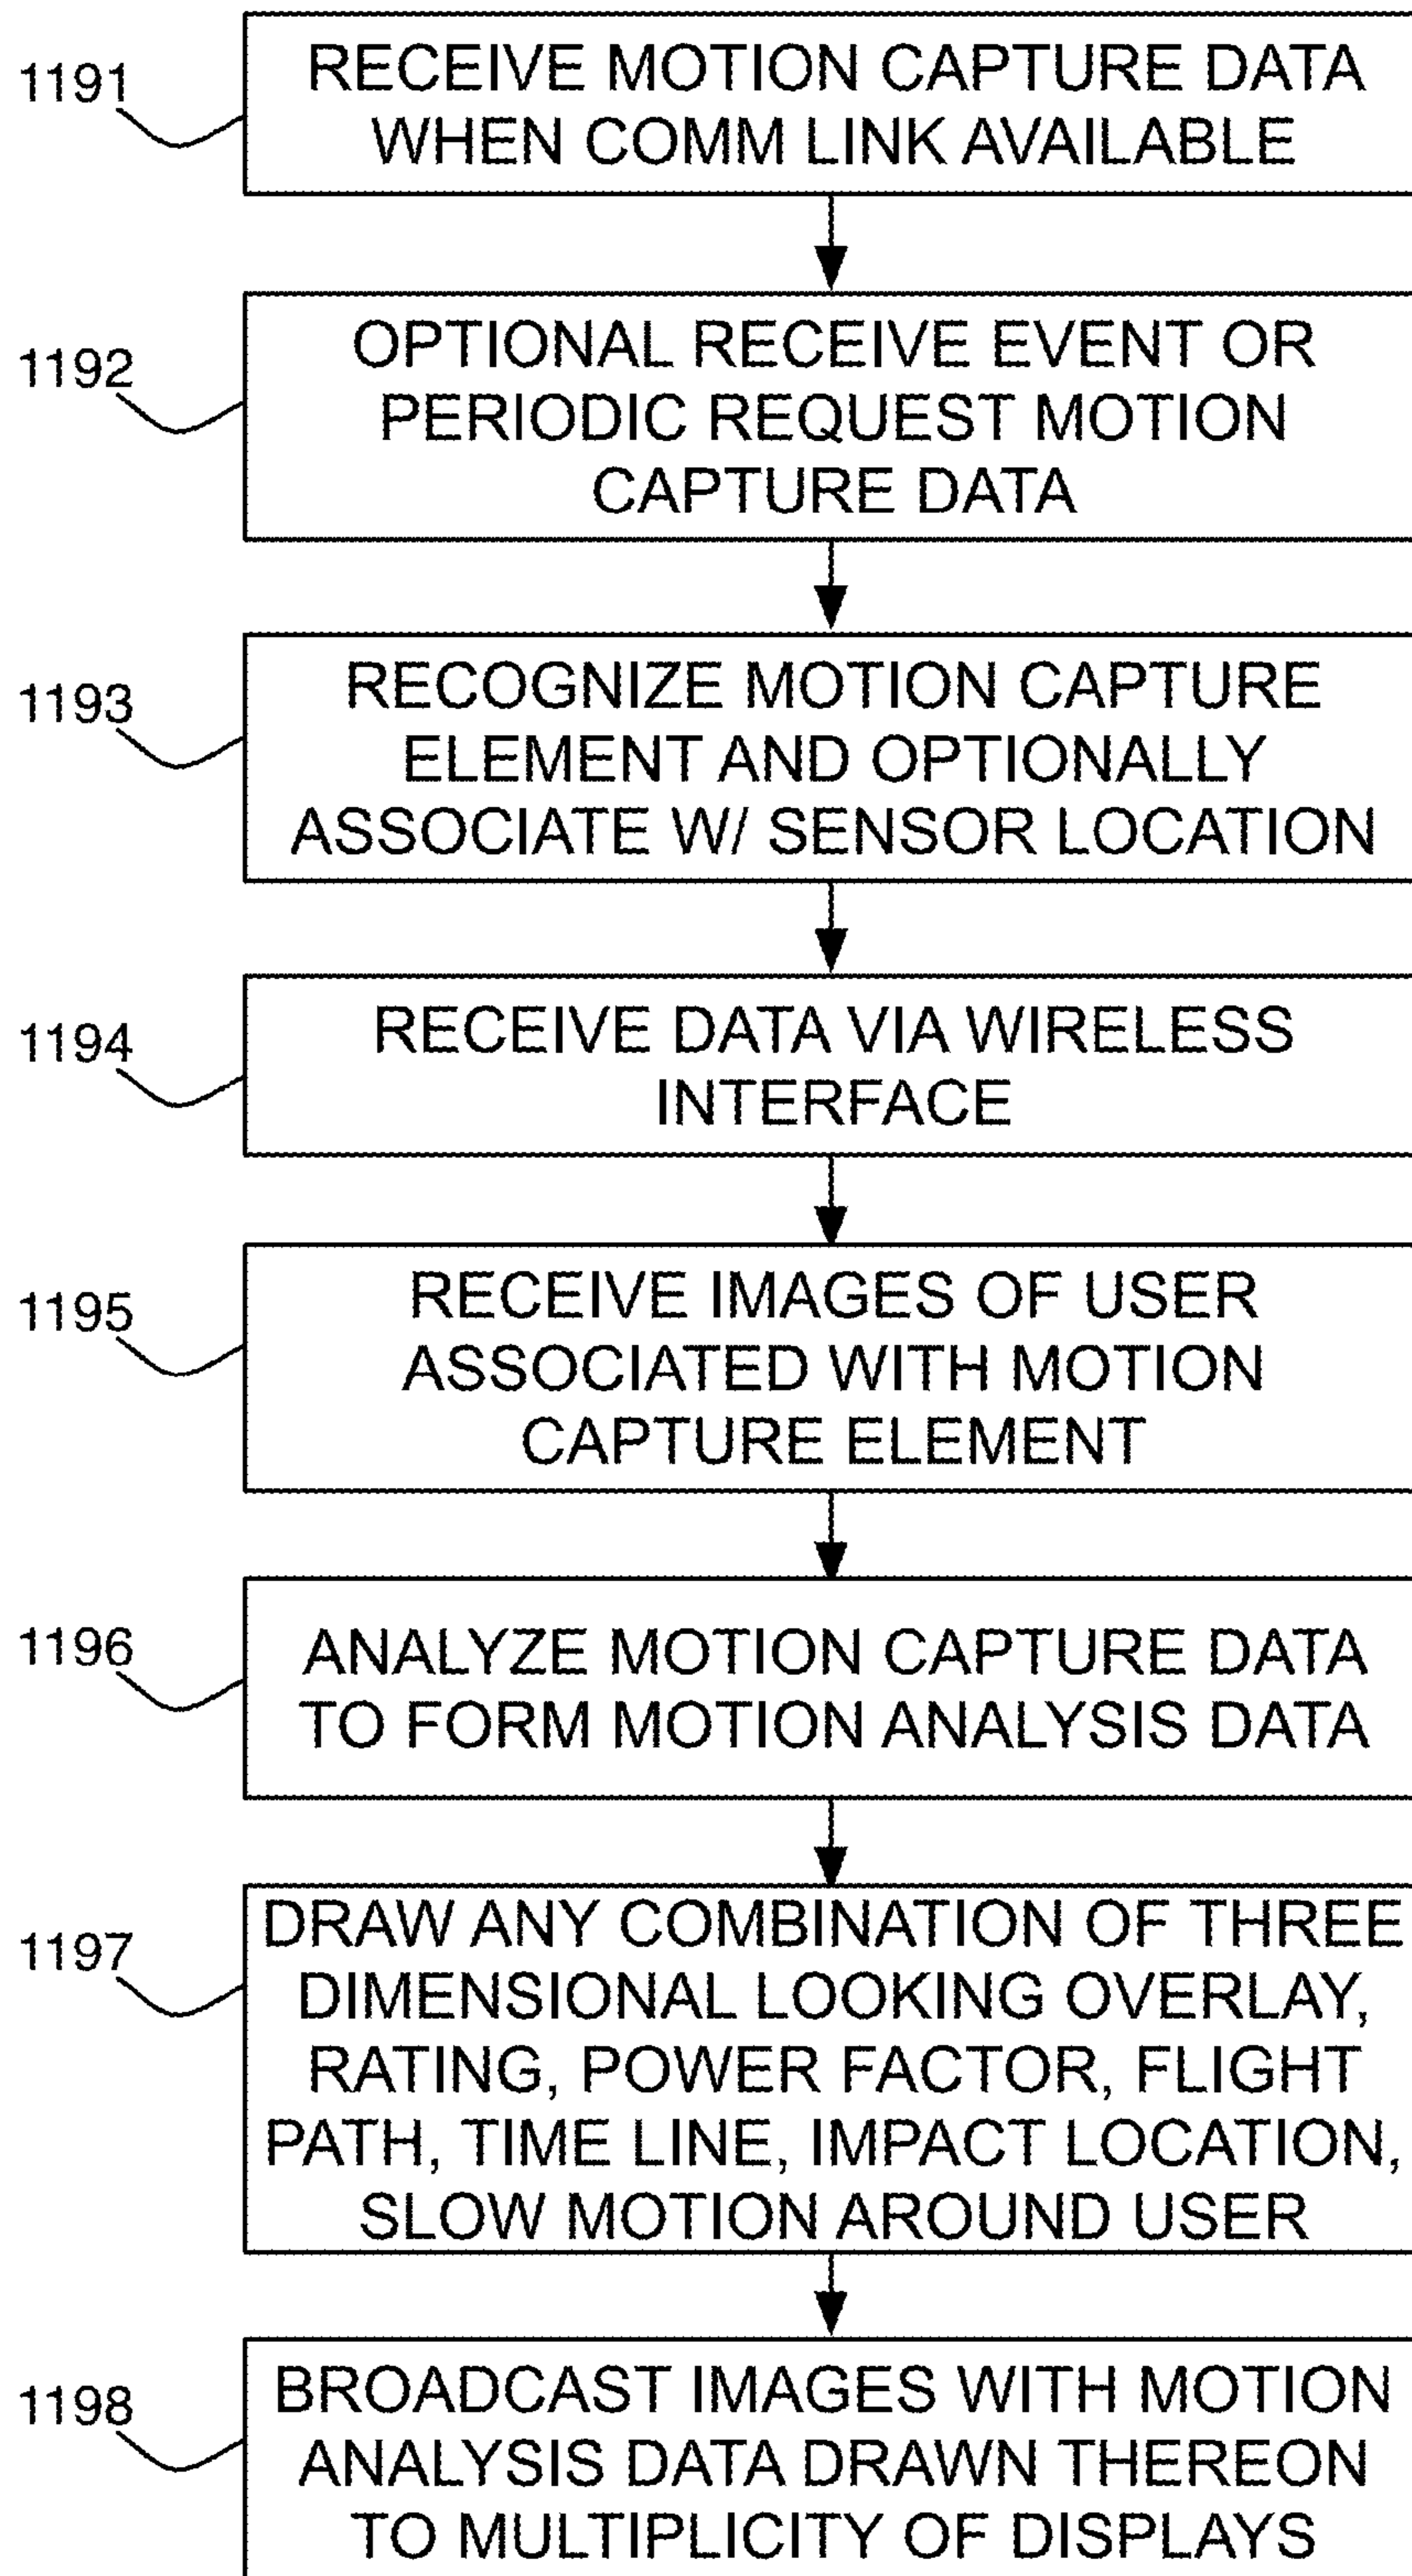 1191
RECEIVE MOTION CAPTURE DATA
WHEN COMM LINK AVAILABLE
1192
OPTIONAL RECEIVE EVENT OR
PERIODIC REQUEST MOTION
CAPTURE DATA
1193
RECOGNIZE MOTION CAPTURE
ELEMENT AND OPTIONALLY
ASSOCIATE W/ SENSOR LOCATION
1194
RECEIVE DATA VIA WIRELESS
INTERFACE
1195
RECEIVE IMAGES OF USER
ASSOCIATED WITH MOTION
CAPTURE ELEMENT
1196
ANALYZE MOTION CAPTURE DATA
TO FORM MOTION ANALYSIS DATA
1197
DRAW ANY COMBINATION OF THREE
DIMENSIONAL LOOKING OVERLAY,
RATING, POWER FACTOR, FLIGHT
PATH, TIME LINE, IMPACT LOCATION,
SLOW MOTION AROUND USER
1198
BROADCAST IMAGES WITH MOTION
ANALYSIS DATA DRAWN THEREON
TO MULTIPLICITY OF DISPLAYS